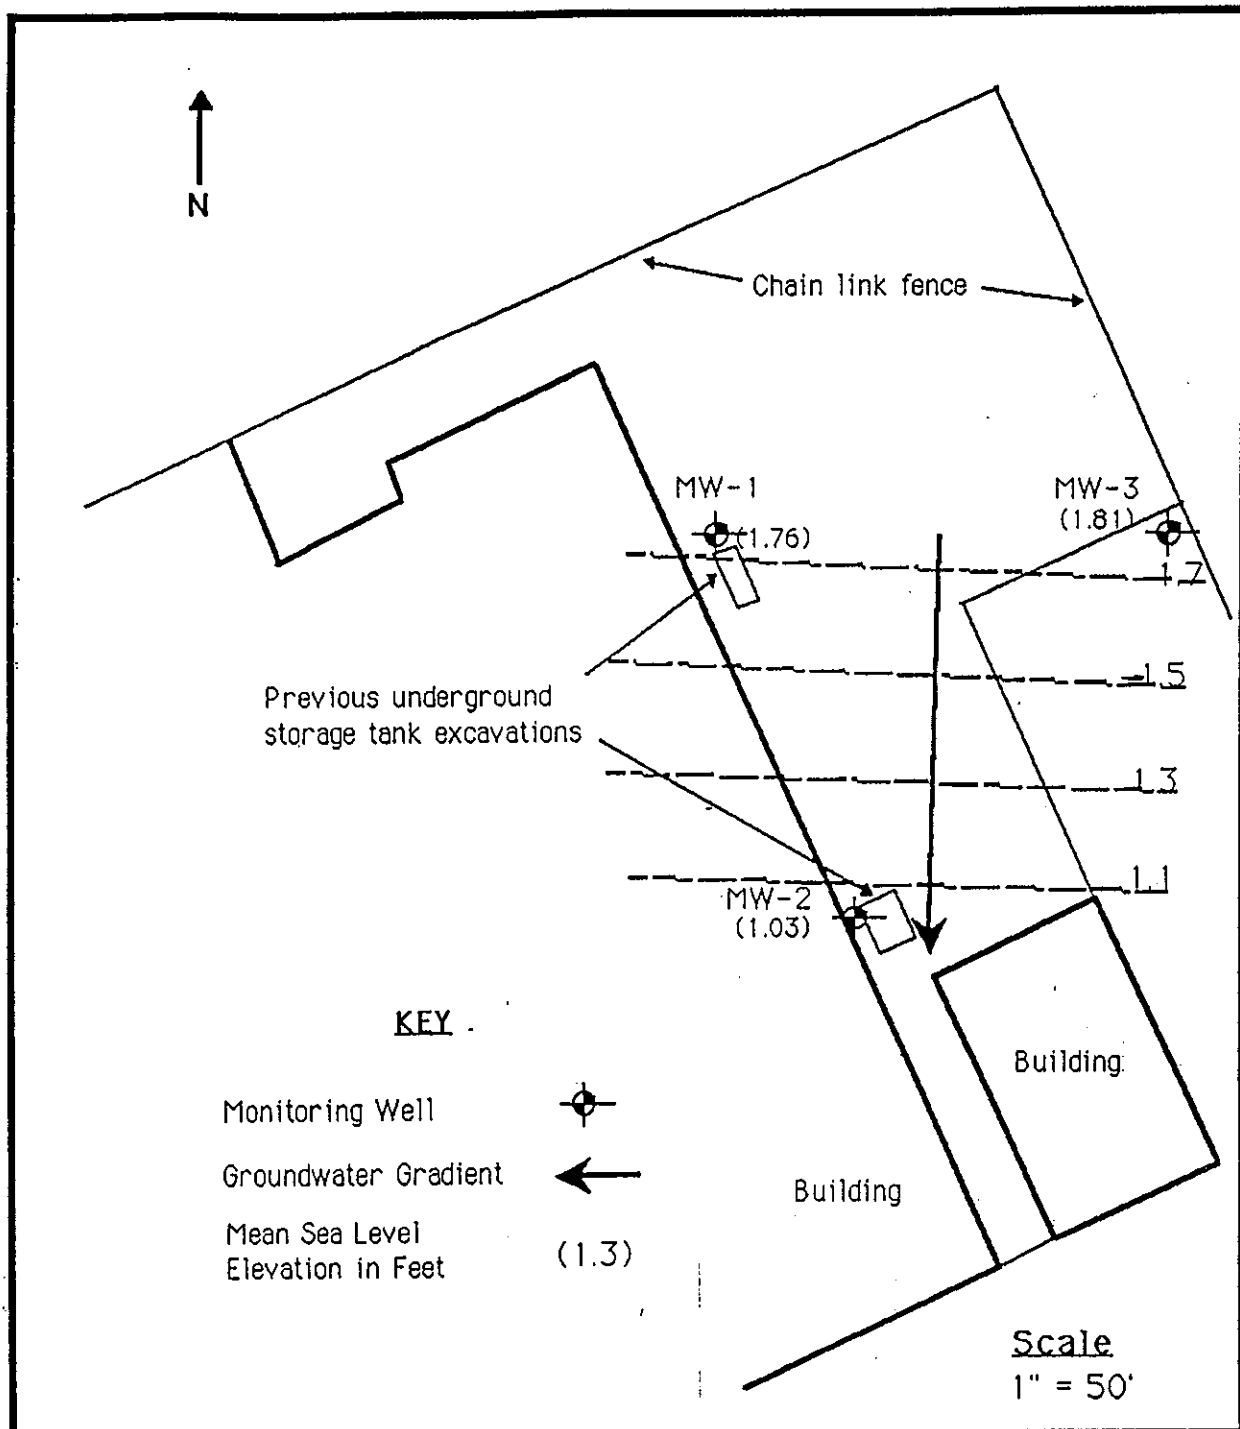 N
Chain link fence
MW-1
(1.76)
MW-3
(1.81)
1.7
1.5
Previous underground
storage tank excavations
1.3
1.1
MW-2
(1.03)
KEY
Building
Monitoring Well
Groundwater Gradient
Building
Mean Sea Level
Elevation in Feet
(1.3)
Scale
1" = 50'